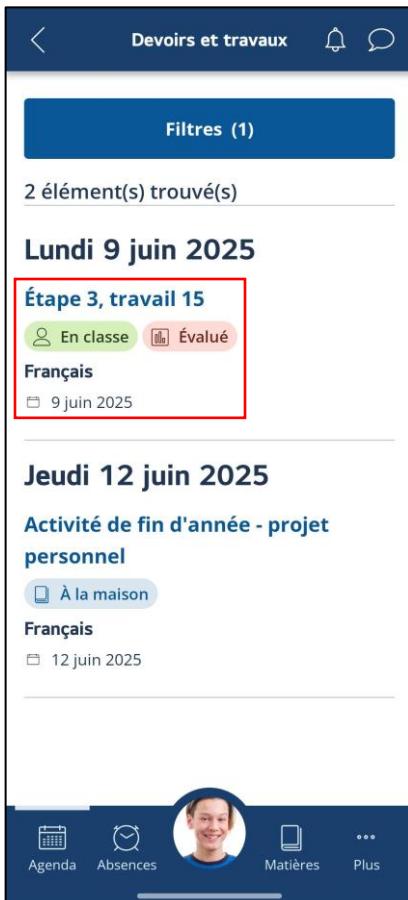 Devoirs et travaux
Filtres (1)
2 élément(s) trouvé(s)
Lundi 9 juin 2025
Étape 3, travail 15
En classe Évalué
Français
9 juin 2025
Jeudi 12 juin 2025
Activité de fin d'année - projet
personnel
À la maison
Français
12 juin 2025
Agenda Absences Matières Plus